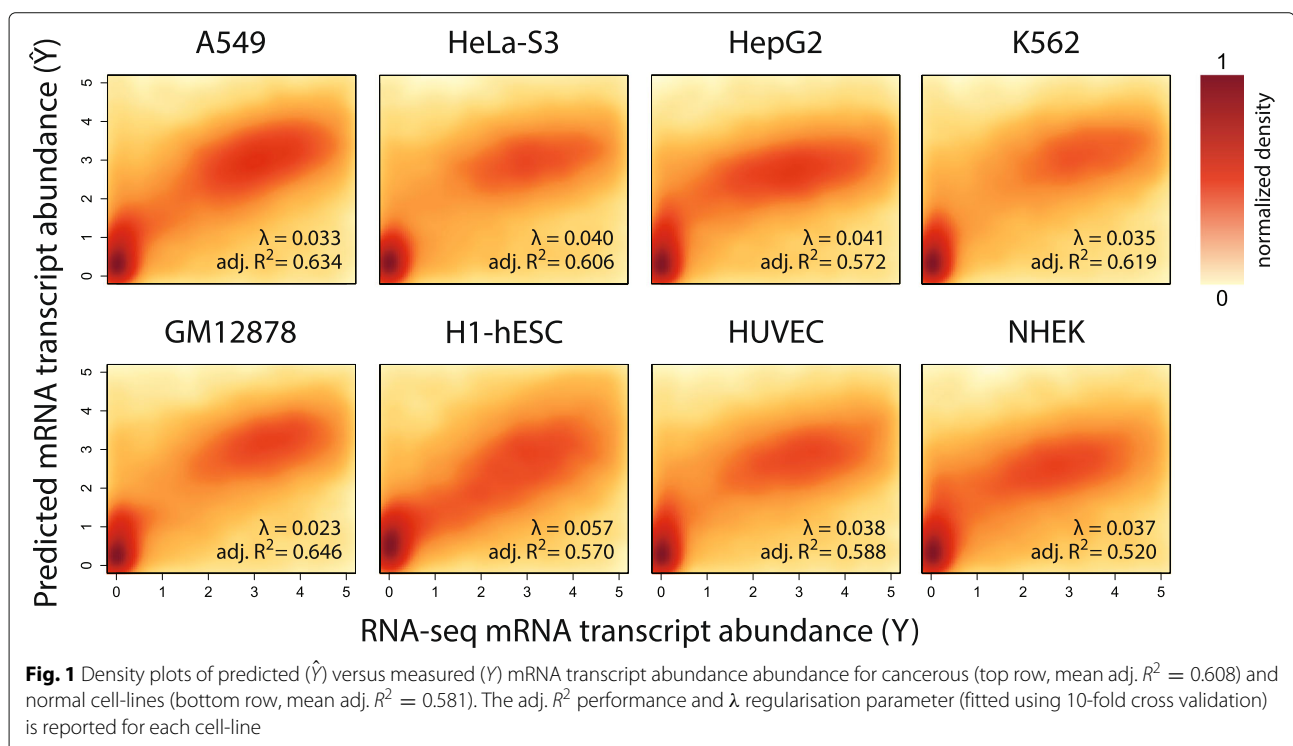 A549 HeLa-S3 HepG2 K562
Predicted mRNA transcript abundance (Ŷ)
5
4
3
2
1
0
λ = 0.033
adj. R² = 0.634
λ = 0.040
adj. R² = 0.606
λ = 0.041
adj. R² = 0.572
λ = 0.035
adj. R² = 0.619
1
normalized density
0
GM12878 H1-hESC HUVEC NHEK
5
4
3
2
1
0
λ = 0.023
adj. R² = 0.646
λ = 0.057
adj. R² = 0.570
λ = 0.038
adj. R² = 0.588
λ = 0.037
adj. R² = 0.520
0 1 2 3 4 5 0 1 2 3 4 5 0 1 2 3 4 5 0 1 2 3 4 5
RNA-seq mRNA transcript abundance (Y)
Fig. 1 Density plots of predicted (Ŷ) versus measured (Y) mRNA transcript abundance abundance for cancerous (top row, mean adj. R² = 0.608) and
normal cell-lines (bottom row, mean adj. R² = 0.581). The adj. R² performance and λ regularisation parameter (fitted using 10-fold cross validation)
is reported for each cell-line